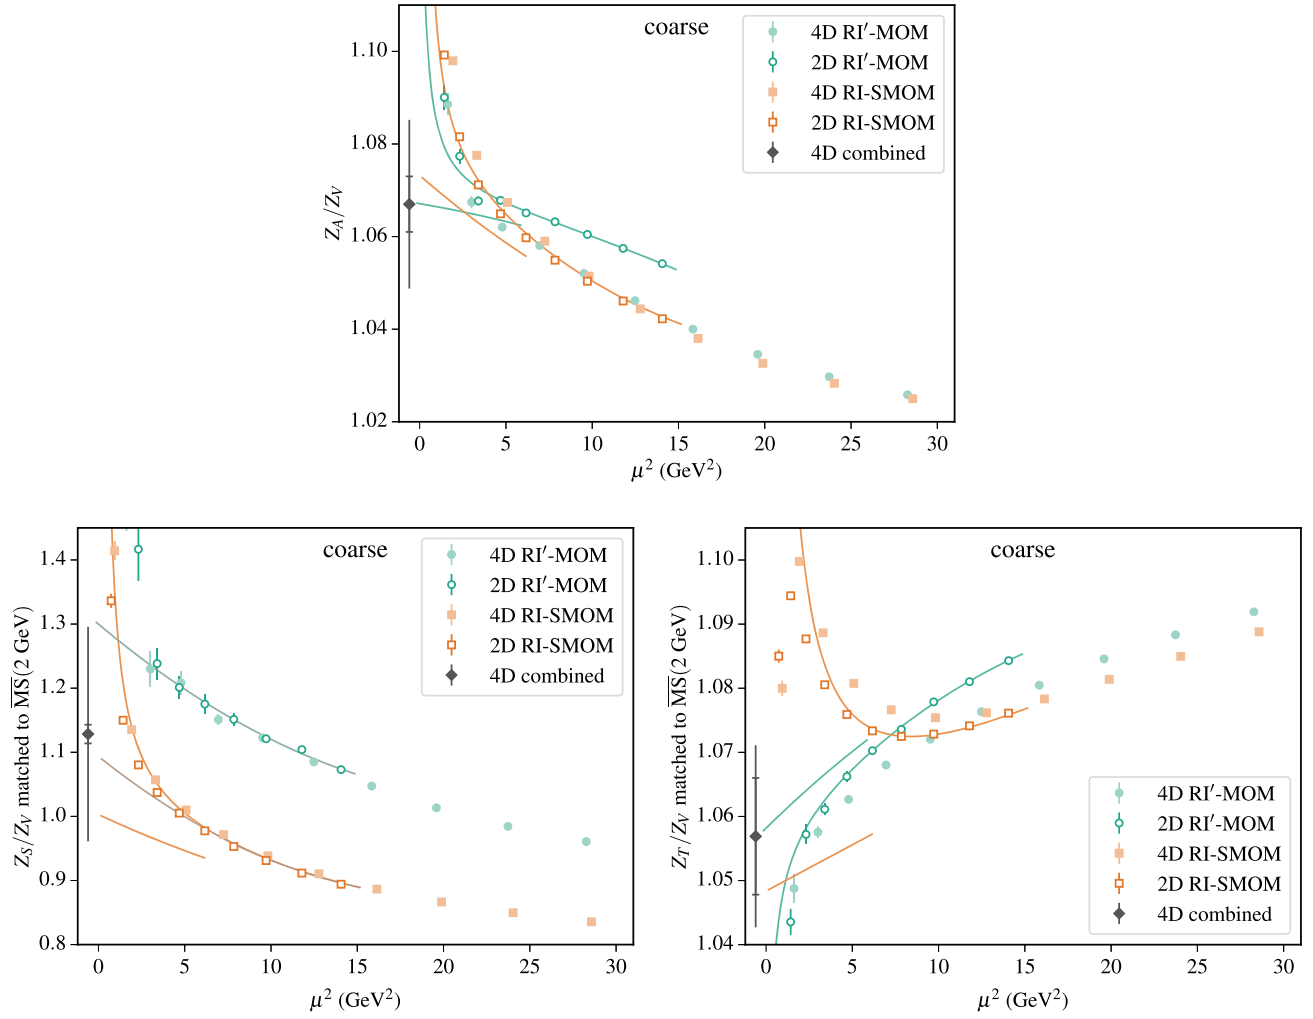 coarse
4D RI′-MOM
2D RI′-MOM
4D RI-SMOM
2D RI-SMOM
4D combined
1.10
1.08
1.06
1.04
1.02
Z_A/Z_V
0 5 10 15 20 25 30
μ² (GeV²)
coarse
4D RI′-MOM
2D RI′-MOM
4D RI-SMOM
2D RI-SMOM
4D combined
1.4
1.3
1.2
1.1
1.0
0.9
0.8
Z_S/Z_V matched to M̅S̅(2 GeV)
0 5 10 15 20 25 30
μ² (GeV²)
coarse
4D RI′-MOM
2D RI′-MOM
4D RI-SMOM
2D RI-SMOM
4D combined
1.10
1.09
1.08
1.07
1.06
1.05
1.04
Z_T/Z_V matched to M̅S̅(2 GeV)
0 5 10 15 20 25 30
μ² (GeV²)